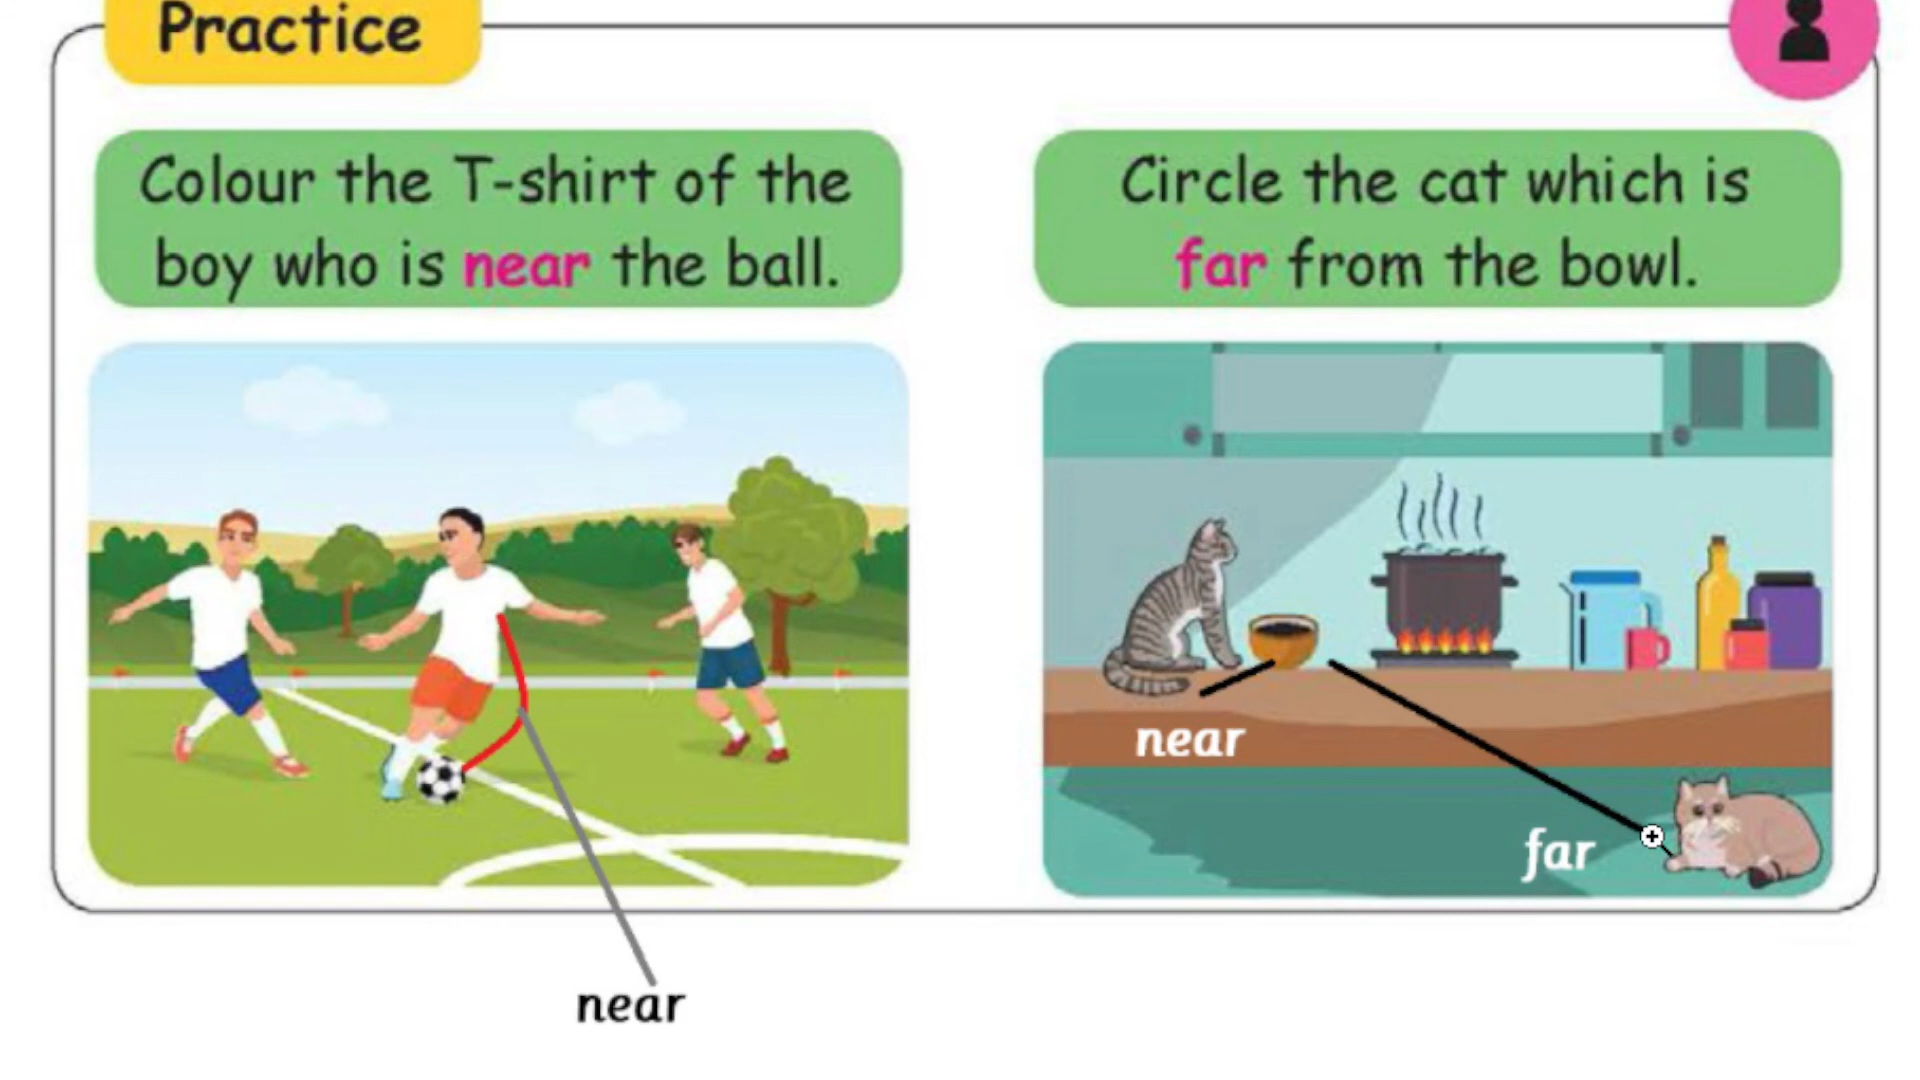 Practice
Colour the T-shirt of the
boy who is near the ball.
Circle the cat which is
far from the bowl.
near
far
near